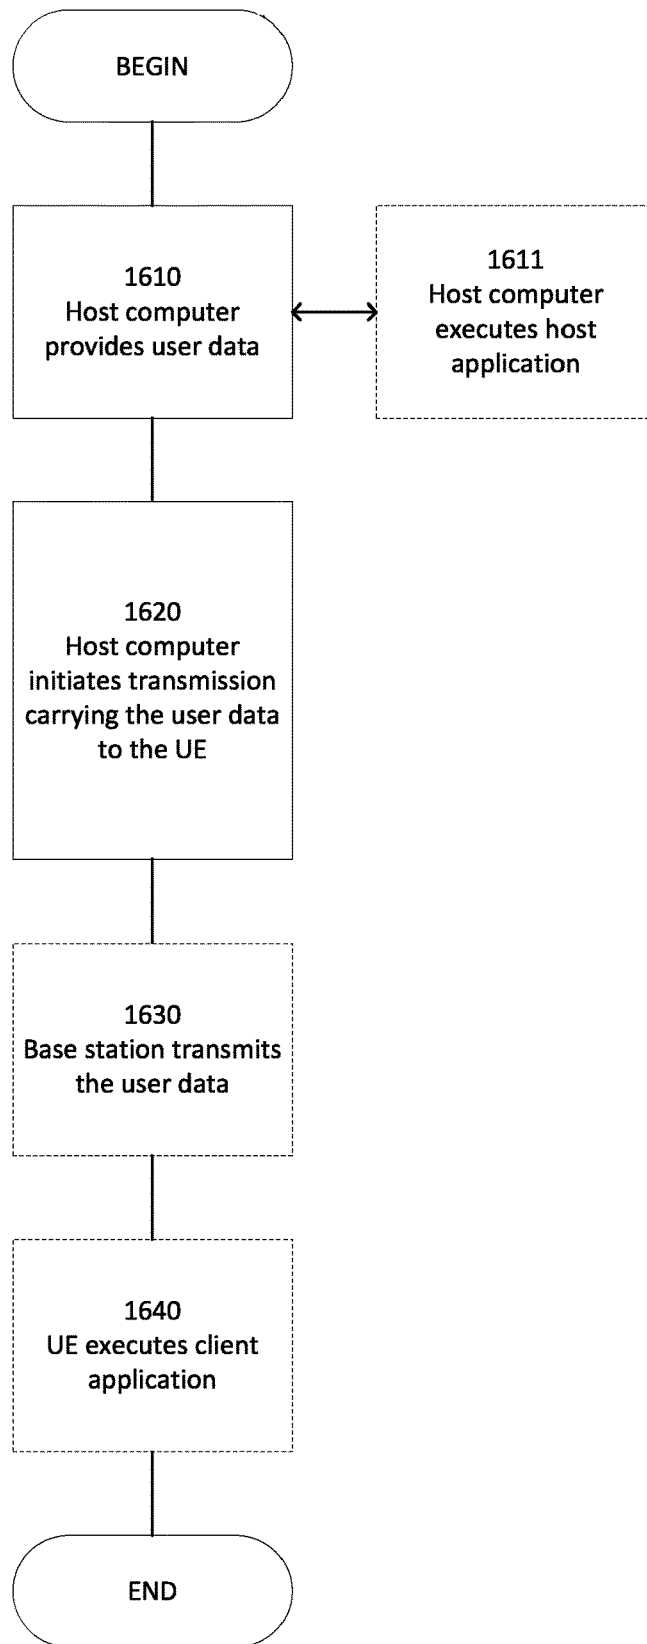 BEGIN
1610
Host computer
provides user data
1611
Host computer
executes host
application
1620
Host computer
initiates transmission
carrying the user data
to the UE
1630
Base station transmits
the user data
1640
UE executes client
application
END